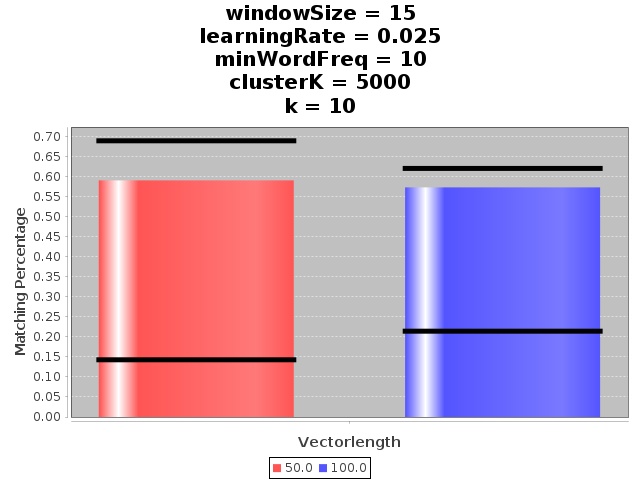 windowSize = 15
learningRate = 0.025
minWordFreq = 10
clusterK = 5000
k = 10
Matching Percentage
0.70
0.65
0.60
0.55
0.50
0.45
0.40
0.35
0.30
0.25
0.20
0.15
0.10
0.05
0.00
Vectorlength
50.0 100.0